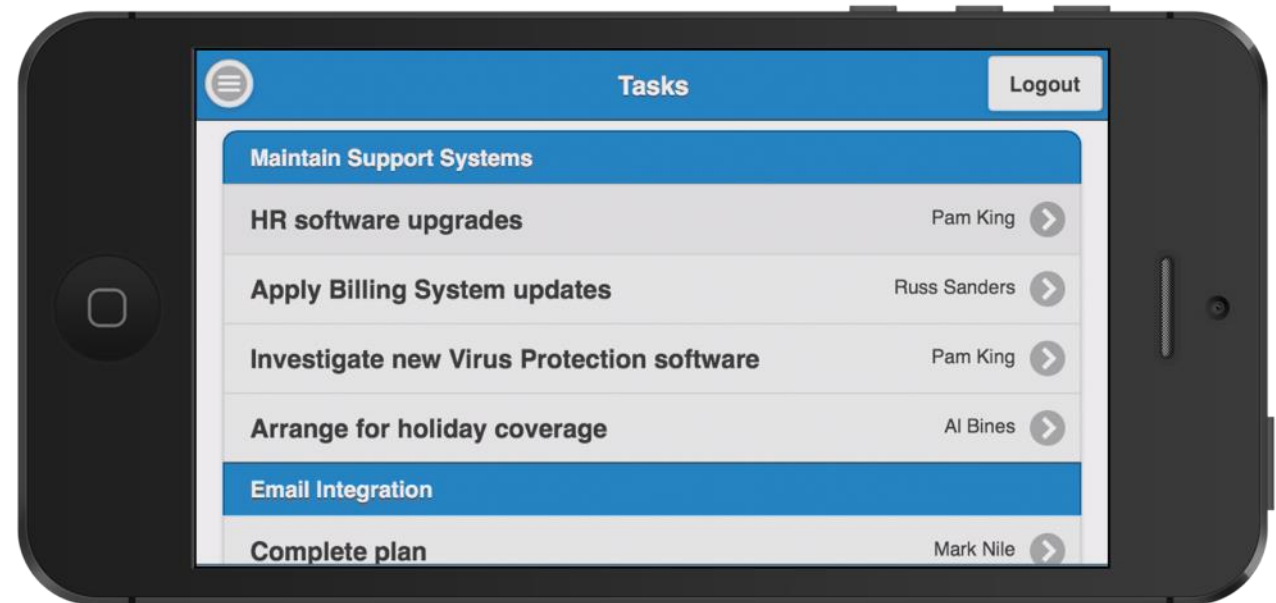 Tasks
Logout
Maintain Support Systems
HR software upgrades Pam King
Apply Billing System updates Russ Sanders
Investigate new Virus Protection software Pam King
Arrange for holiday coverage Al Bines
Email Integration
Complete plan Mark Nile